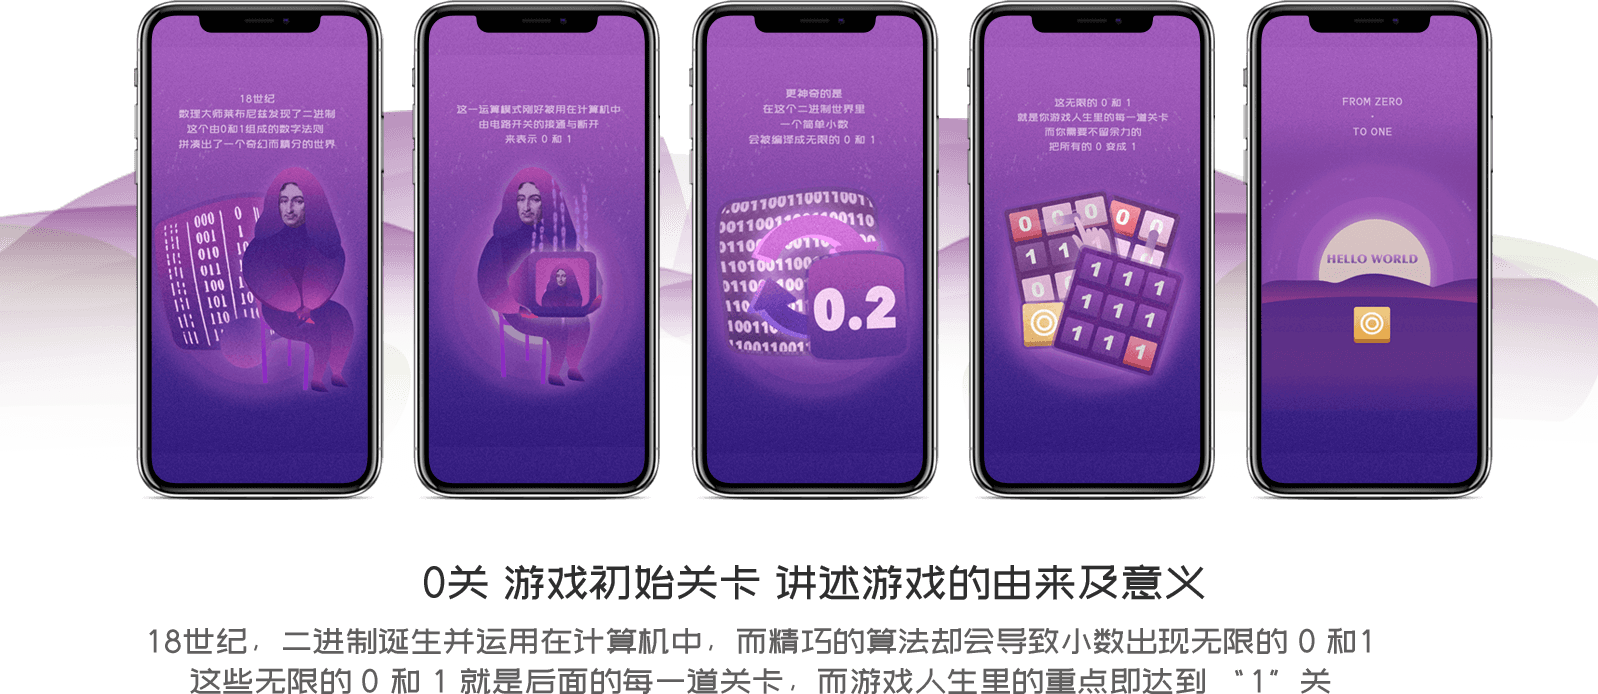 18世纪
数理大师莱布尼兹发现了二进制
这个由0和1组成的数字法则
拼凑出了一个奇幻而精分的世界
000 0
001 1
010
011
100
101
110
这一运算模式刚好被用在计算机中
由电路开关的接通与断开
来表示 0 和 1
更神奇的是
在这个二进制世界里
一个简单小数
会被编译成无限的 0 和 1
0.2
这无限的 0 和 1
就是你游戏人生里的每一道关卡
而你需要不留余力的
把所有的 0 变成 1
0 0 0 0 0
1 1
0
1 1 1
1 1 1
1 1 1
FROM ZERO
·
TO ONE
HELLO WORLD
0关 游戏初始关卡 讲述游戏的由来及意义
18世纪，二进制诞生并运用在计算机中，而精巧的算法却会导致小数出现无限的 0 和1
这些无限的 0 和 1 就是后面的每一道关卡，而游戏人生里的重点即达到 “1” 关